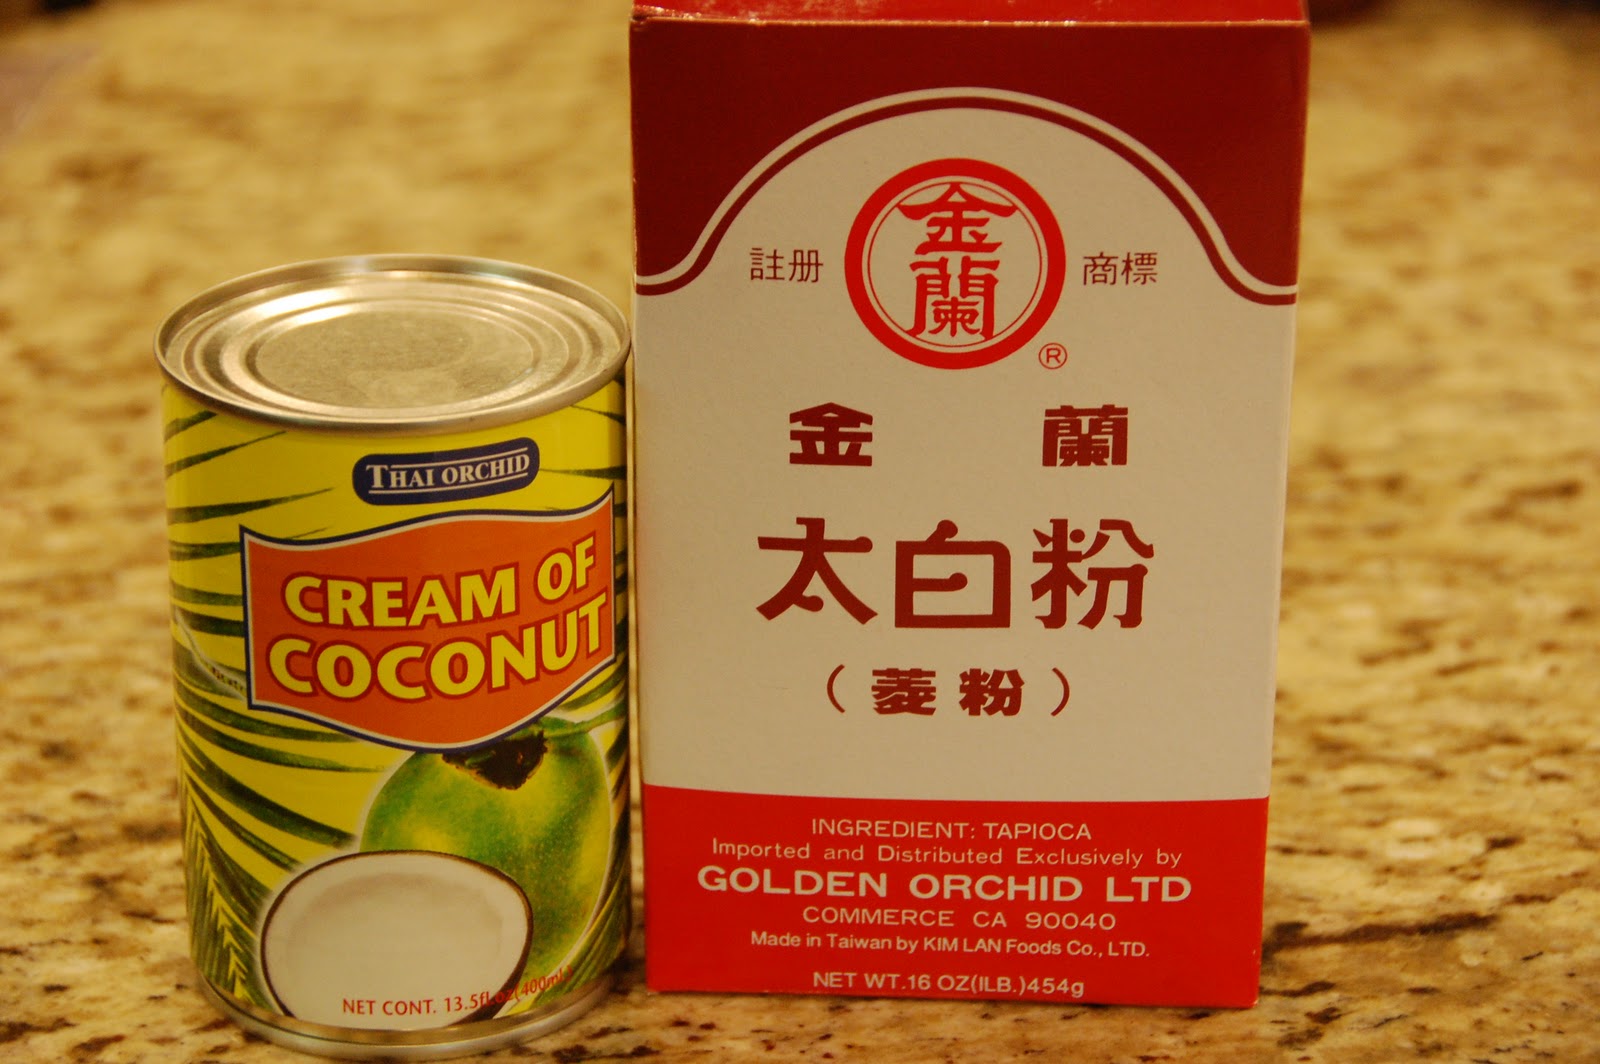 THAI ORCHID
CREAM OF
COCONUT
NET CONT. 13.5fl.oz(400ml)
金
蘭
註册 商標
®
金 蘭
太白粉
(菱粉)
INGREDIENT: TAPIOCA
Imported and Distributed Exclusively by
GOLDEN ORCHID LTD
COMMERCE CA 90040
Made in Taiwan by KIM LAN Foods Co., LTD.
NET WT.16 OZ(ILB.)454g